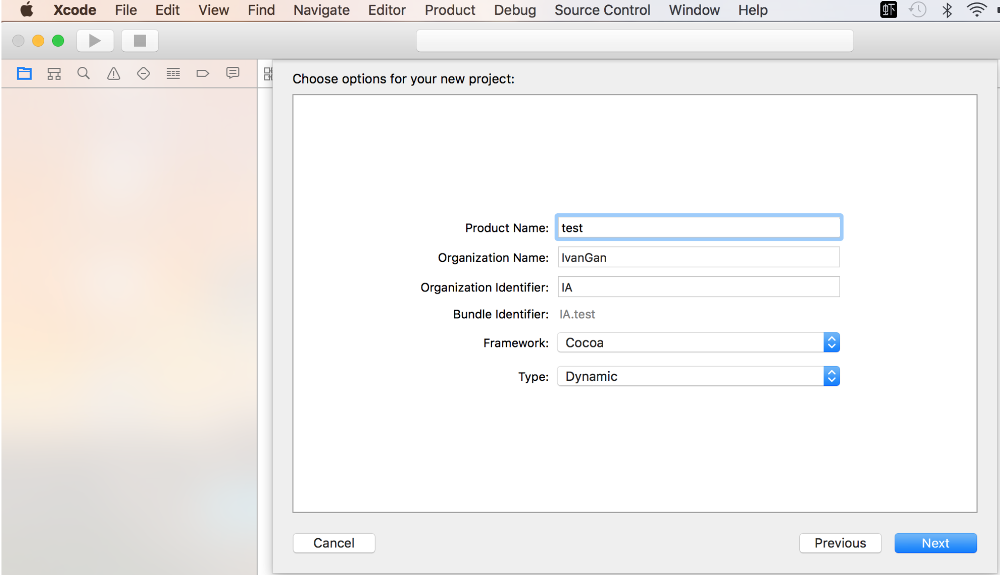 Xcode File Edit View Find Navigate Editor Product Debug Source Control Window Help 虾
Choose options for your new project:
Product Name: test
Organization Name: IvanGan
Organization Identifier: IA
Bundle Identifier: IA.test
Framework: Cocoa
Type: Dynamic
Cancel Previous Next